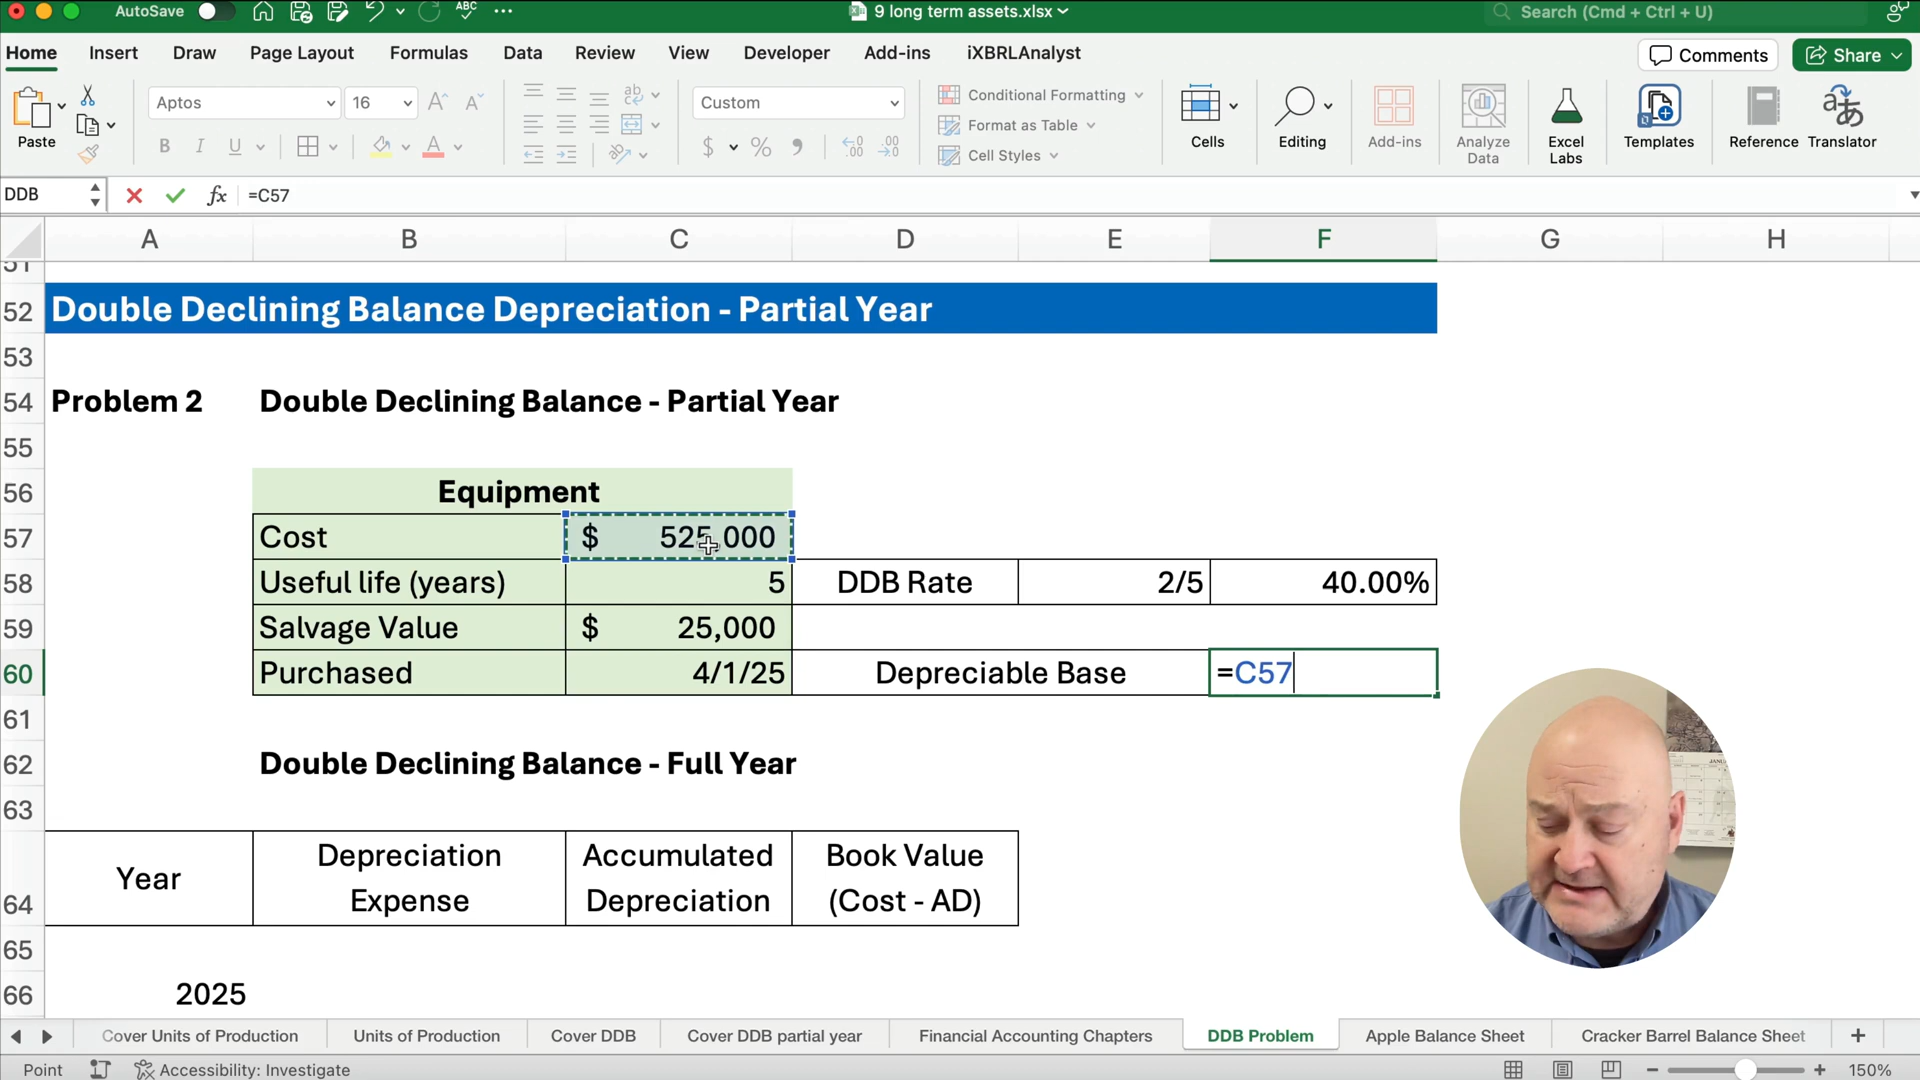 AutoSave
ABC
9 long term assets.xlsx
Search (Cmd + Ctrl + U)
Home Insert Draw Page Layout Formulas Data Review View Developer Add-ins iXBRLAnalyst
Comments Share
Paste
Aptos 16
B I U A
Custom
$ % 9
Conditional Formatting
Format as Table
Cell Styles
Cells
Editing
Add-ins
Analyze Data
Excel Labs
Templates
Reference
Translator
DDB fx =C57
A B C D E F G H
51
52 Double Declining Balance Depreciation - Partial Year
53
54 Problem 2 Double Declining Balance - Partial Year
55
56 Equipment
57 Cost $ 525,000
58 Useful life (years) 5 DDB Rate 2/5 40.00%
59 Salvage Value $ 25,000
60 Purchased 4/1/25 Depreciable Base =C57
61
62 Double Declining Balance - Full Year
63
64 Year Depreciation Expense Accumulated Depreciation Book Value (Cost - AD)
65
66 2025
Cover Units of Production Units of Production Cover DDB Cover DDB partial year Financial Accounting Chapters DDB Problem Apple Balance Sheet Cracker Barrel Balance Sheet +
Point Accessibility: Investigate 150%